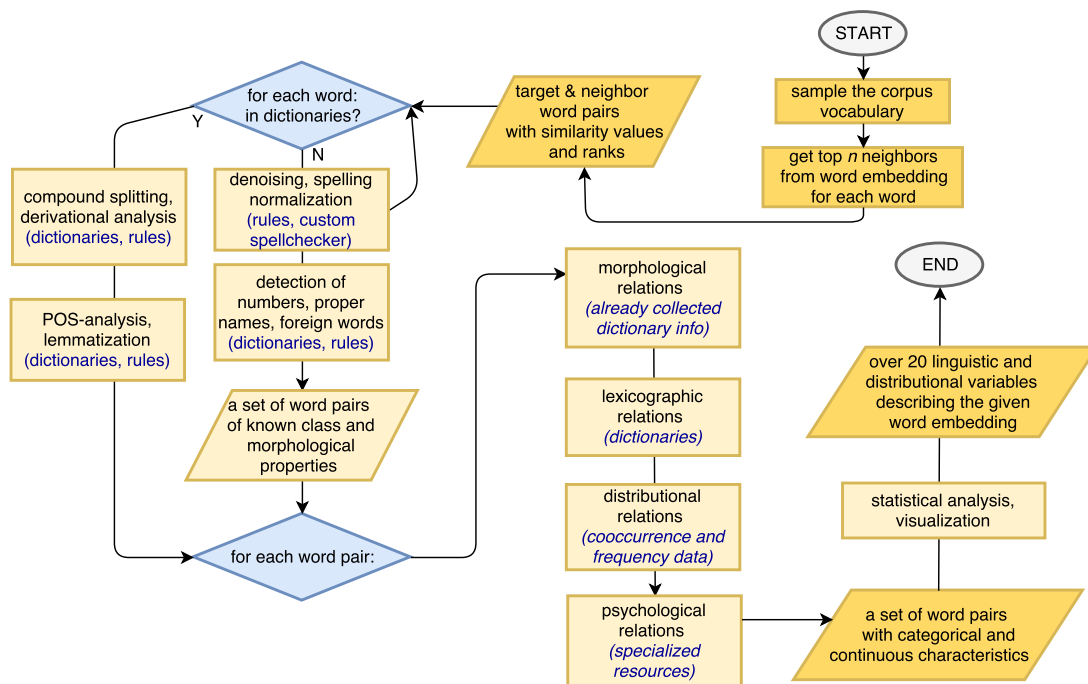 START
sample the corpus
vocabulary
get top n neighbors
from word embedding
for each word
target & neighbor
word pairs
with similarity values
and ranks
for each word:
in dictionaries?
Y
N
compound splitting,
derivational analysis
(dictionaries, rules)
POS-analysis,
lemmatization
(dictionaries, rules)
denoising, spelling
normalization
(rules, custom
spellchecker)
detection of
numbers, proper
names, foreign words
(dictionaries, rules)
a set of word pairs
of known class and
morphological
properties
for each word pair:
morphological
relations
(already collected
dictionary info)
lexicographic
relations
(dictionaries)
distributional
relations
(cooccurrence and
frequency data)
psychological
relations
(specialized
resources)
a set of word pairs
with categorical and
continuous characteristics
statistical analysis,
visualization
over 20 linguistic and
distributional variables
describing the given
word embedding
END